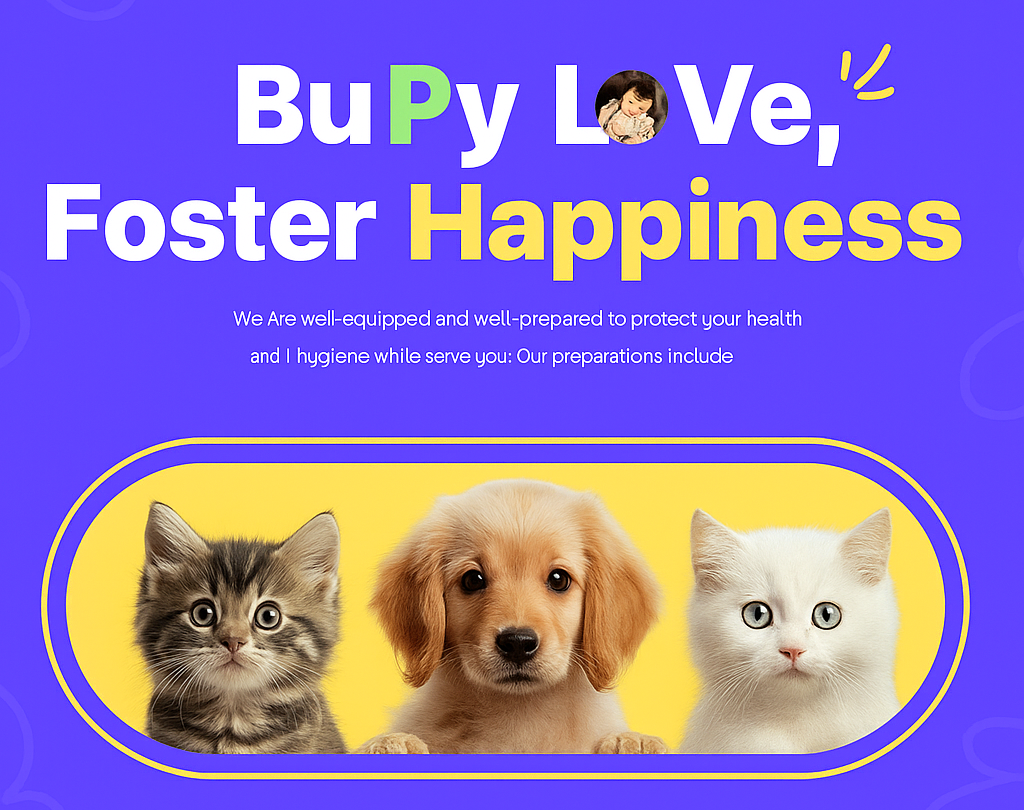 BuPy LoVe,
Foster Happiness
We Are well-equipped and well-prepared to protect your health
and I hygiene while serve you: Our preparations include